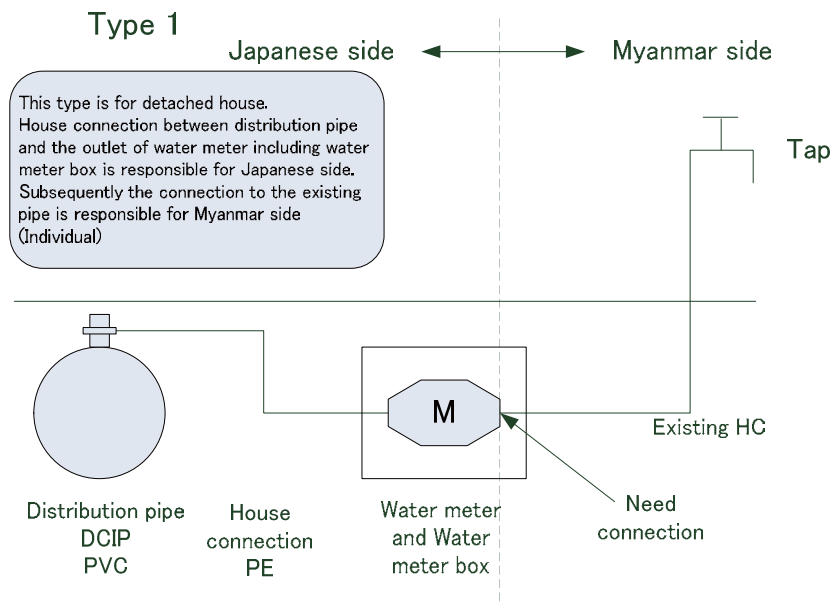 Type 1
Japanese side
Myanmar side
This type is for detached house.
House connection between distribution pipe
and the outlet of water meter including water
meter box is responsible for Japanese side.
Subsequently the connection to the existing
pipe is responsible for Myanmar side
(Individual)
Tap
M
Existing HC
Distribution pipe
DCIP
PVC
House
connection
PE
Water meter
and Water
meter box
Need
connection